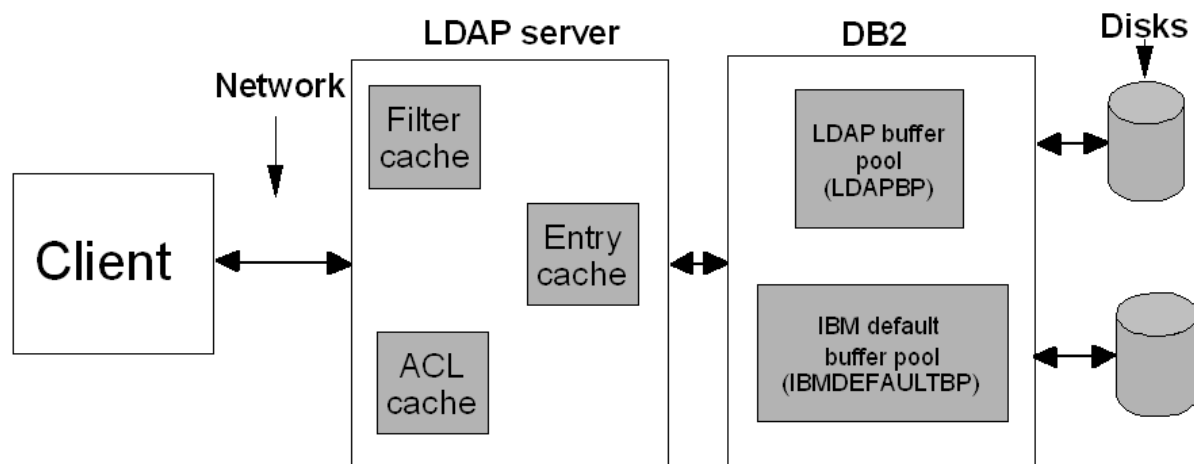 LDAP server
DB2
Disks
Network
Client
Filter
cache
Entry
cache
ACL
cache
LDAP buffer
pool
(LDAPBP)
IBM default
buffer pool
(IBMDEFAULTBP)